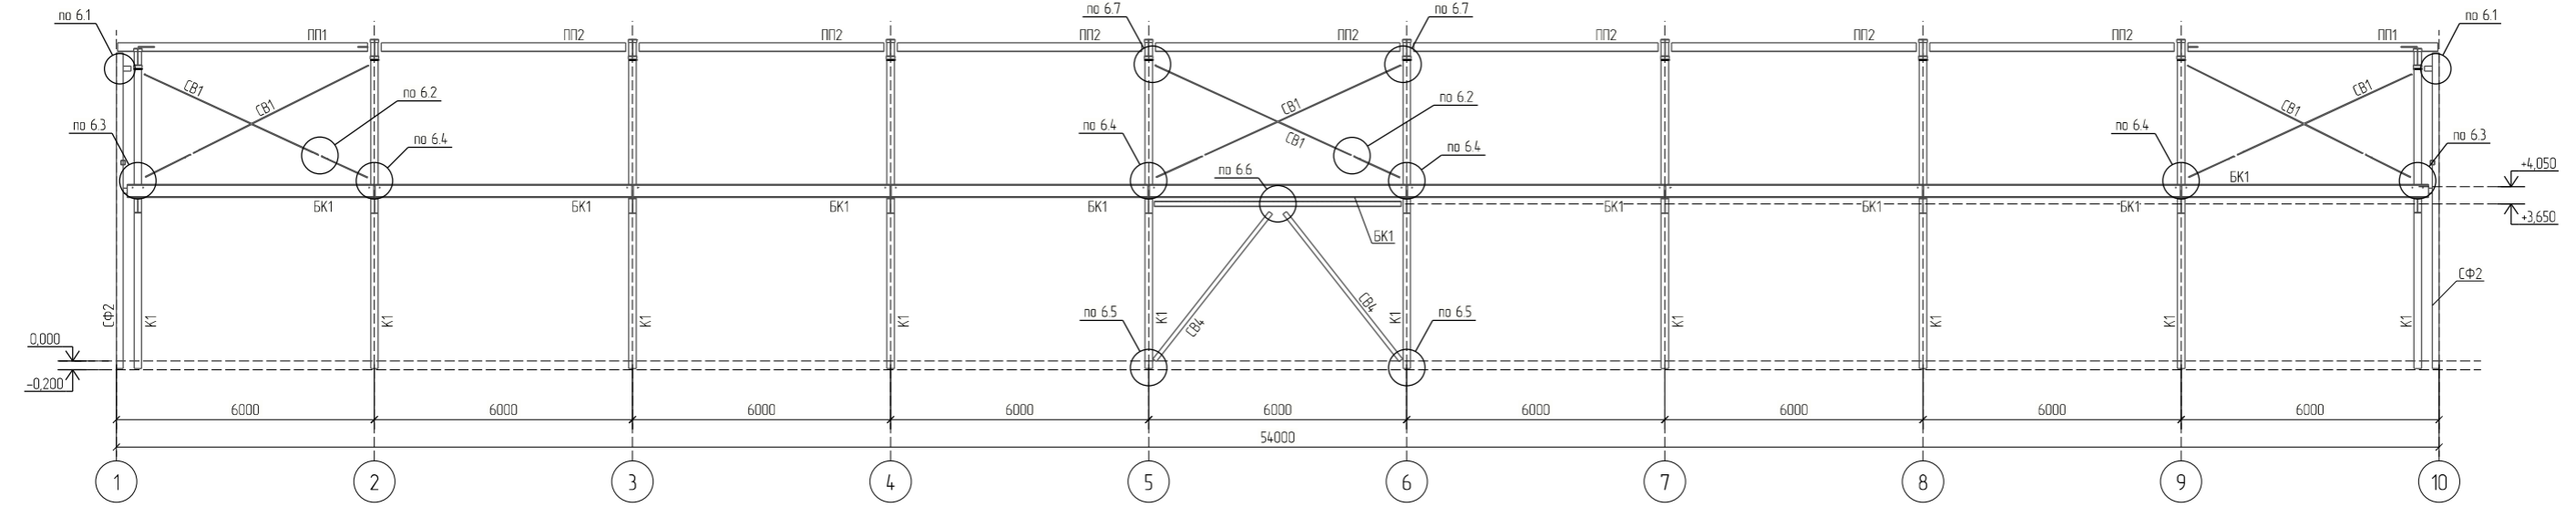 по 6.1
по 6.7
по 6.7
по 6.1
ПП1
ПП2
ПП2
ПП2
ПП2
ПП2
ПП2
ПП2
ПП1
СВ1
СВ1
по 6.2
СВ1
СВ1
по 6.2
СВ1
СВ1
по 6.3
по 6.4
по 6.4
по 6.4
по 6.4
по 6.3
по 6.6
БК1
+4,050
БК1
БК1
БК1
БК1
БК1
БК1
БК1
+3,650
БК1
СФ2
СФ2
К1
К1
К1
К1
К1
СВ4
СВ4
К1
К1
К1
К1
К1
по 6.5
по 6.5
0,000
-0,200
6000
6000
6000
6000
6000
6000
6000
6000
6000
54000
1
2
3
4
5
6
7
8
9
10